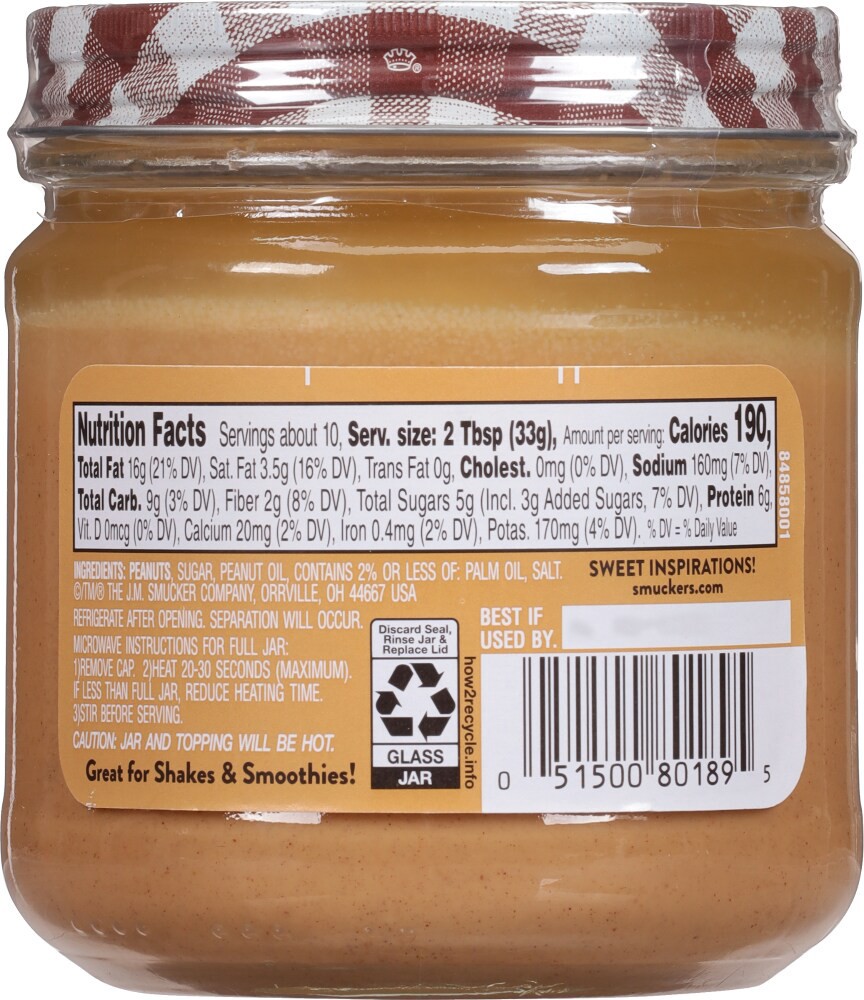 ®
Nutrition Facts Servings about 10, Serv. size: 2 Tbsp (33g), Amount per serving: Calories 190,
Total Fat 16g (21% DV), Sat. Fat 3.5g (16% DV), Trans Fat 0g, Cholest. 0mg (0% DV), Sodium 160mg (7% DV),
Total Carb. 9g (3% DV), Fiber 2g (8% DV), Total Sugars 5g (Incl. 3g Added Sugars, 7% DV), Protein 6g,
Vit. D 0mcg (0% DV), Calcium 20mg (2% DV), Iron 0.4mg (2% DV), Potas. 170mg (4% DV). % DV = % Daily Value
84858001
INGREDIENTS: PEANUTS, SUGAR, PEANUT OIL, CONTAINS 2% OR LESS OF: PALM OIL, SALT.
©/TM/® THE J.M. SMUCKER COMPANY, ORRVILLE, OH 44667 USA
REFRIGERATE AFTER OPENING. SEPARATION WILL OCCUR.
MICROWAVE INSTRUCTIONS FOR FULL JAR:
1)REMOVE CAP. 2)HEAT 20-30 SECONDS (MAXIMUM).
IF LESS THAN FULL JAR, REDUCE HEATING TIME.
3)STIR BEFORE SERVING.
CAUTION: JAR AND TOPPING WILL BE HOT.
Great for Shakes & Smoothies!
Discard Seal,
Rinse Jar &
Replace Lid
GLASS
JAR
how2recycle.info
SWEET INSPIRATIONS!
smuckers.com
BEST IF
USED BY.
0 51500 80189 5